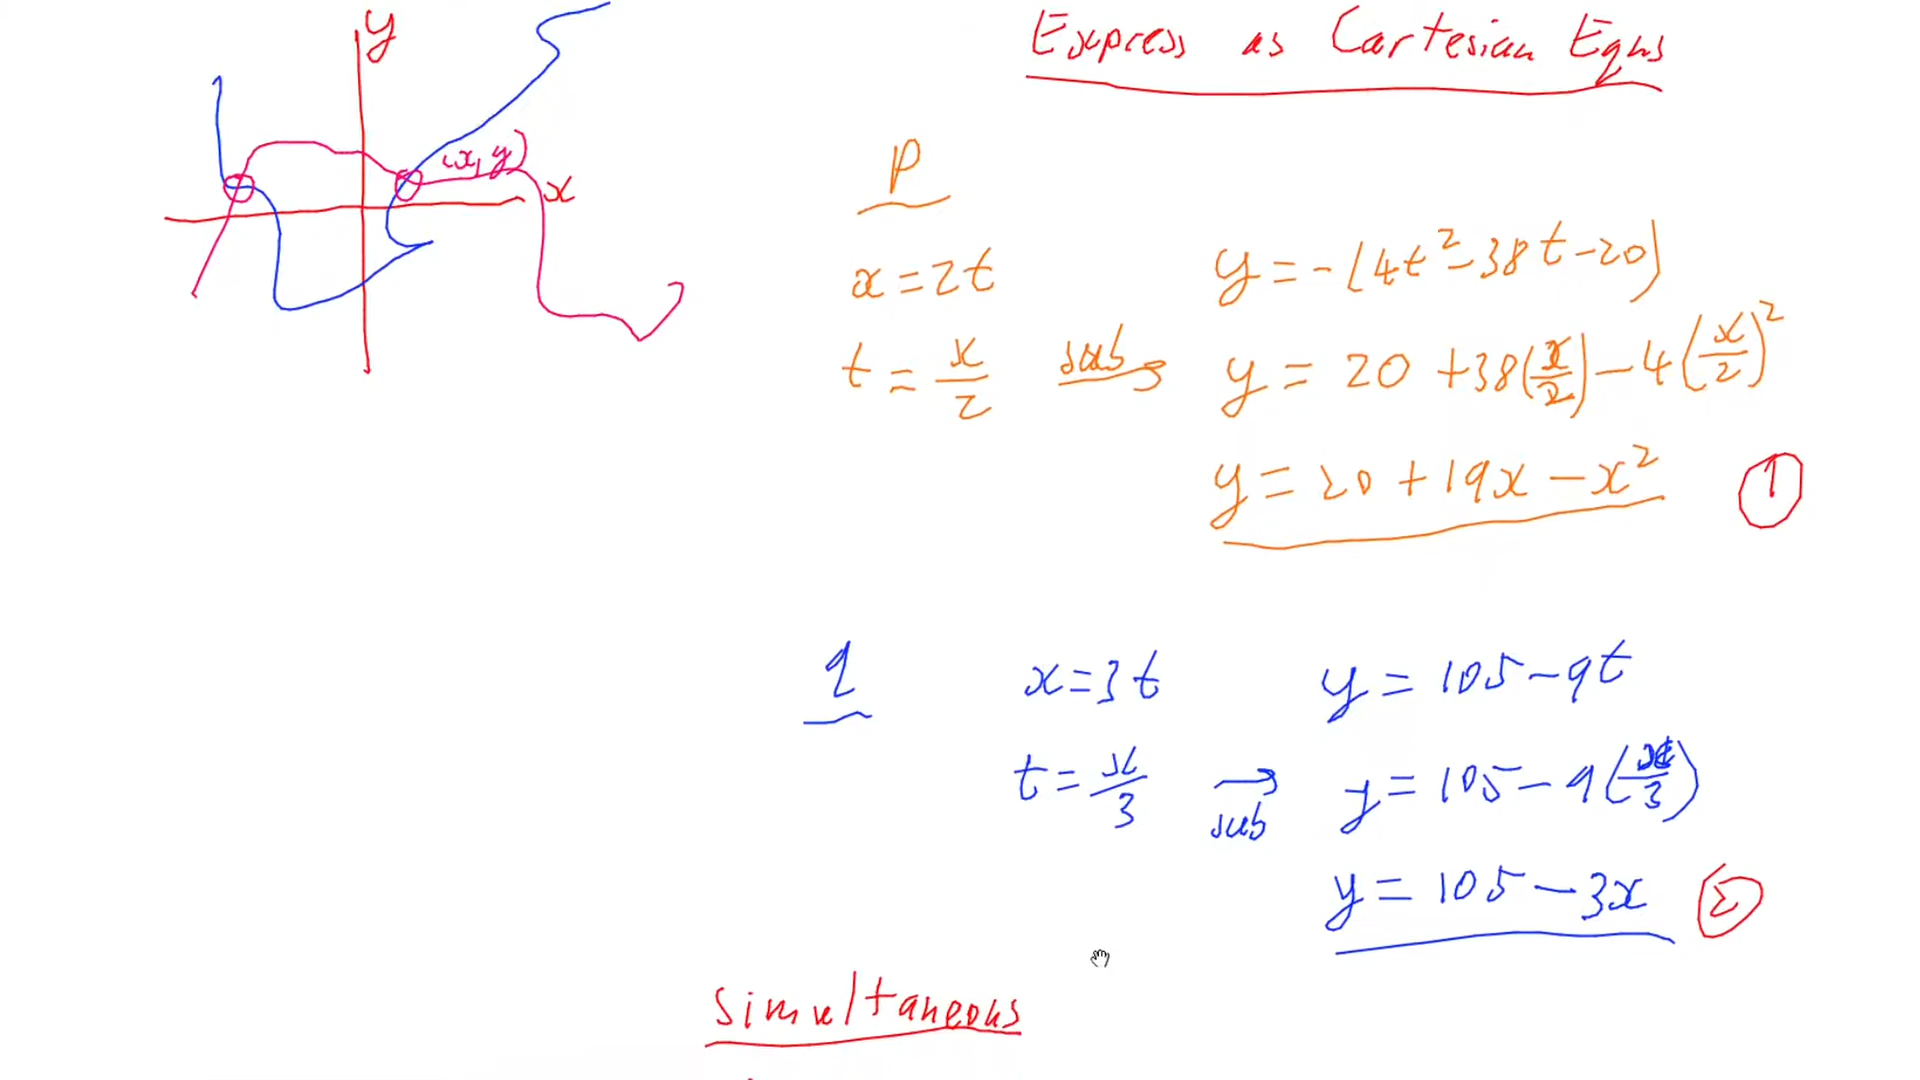 y
(x, y)
x
Express as Cartesian Eqns
P
x = 2t
y = -(4t² - 38t - 20)
t = x/2 sub → y = 20 + 38(x/2) - 4(x/2)²
y = 20 + 19x - x² ①
q
x = 3t y = 105 - 9t
t = x/3 → sub y = 105 - 9(x/3)
y = 105 - 3x ②
Simultaneous